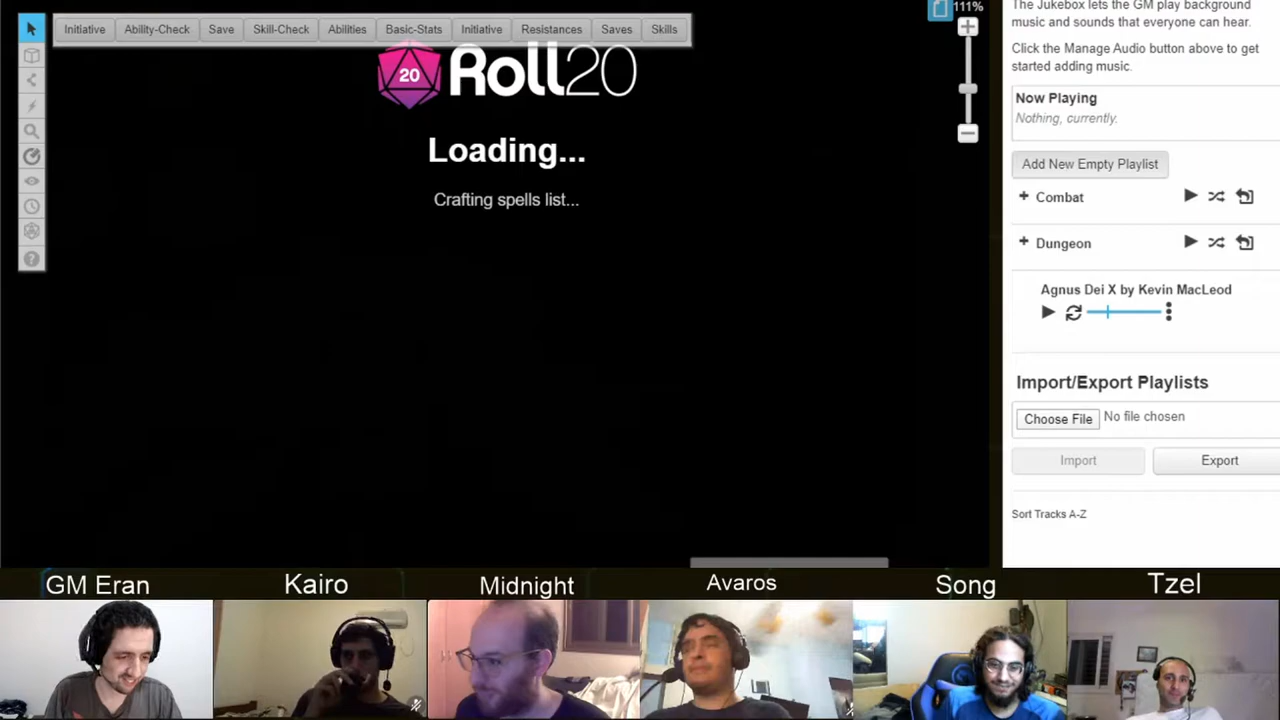 Initiative Ability-Check Save Skill-Check Abilities Basic-Stats Initiative Resistances Saves Skills
111%
20 Roll20
Loading...
Crafting spells list...
The Jukebox lets the GM play background
music and sounds that everyone can hear.
Click the Manage Audio button above to get
started adding music.
Now Playing
Nothing, currently.
Add New Empty Playlist
+ Combat
+ Dungeon
Agnus Dei X by Kevin MacLeod
Import/Export Playlists
Choose File No file chosen
Import Export
Sort Tracks A-Z
GM Eran Kairo Midnight Avaros Song Tzel